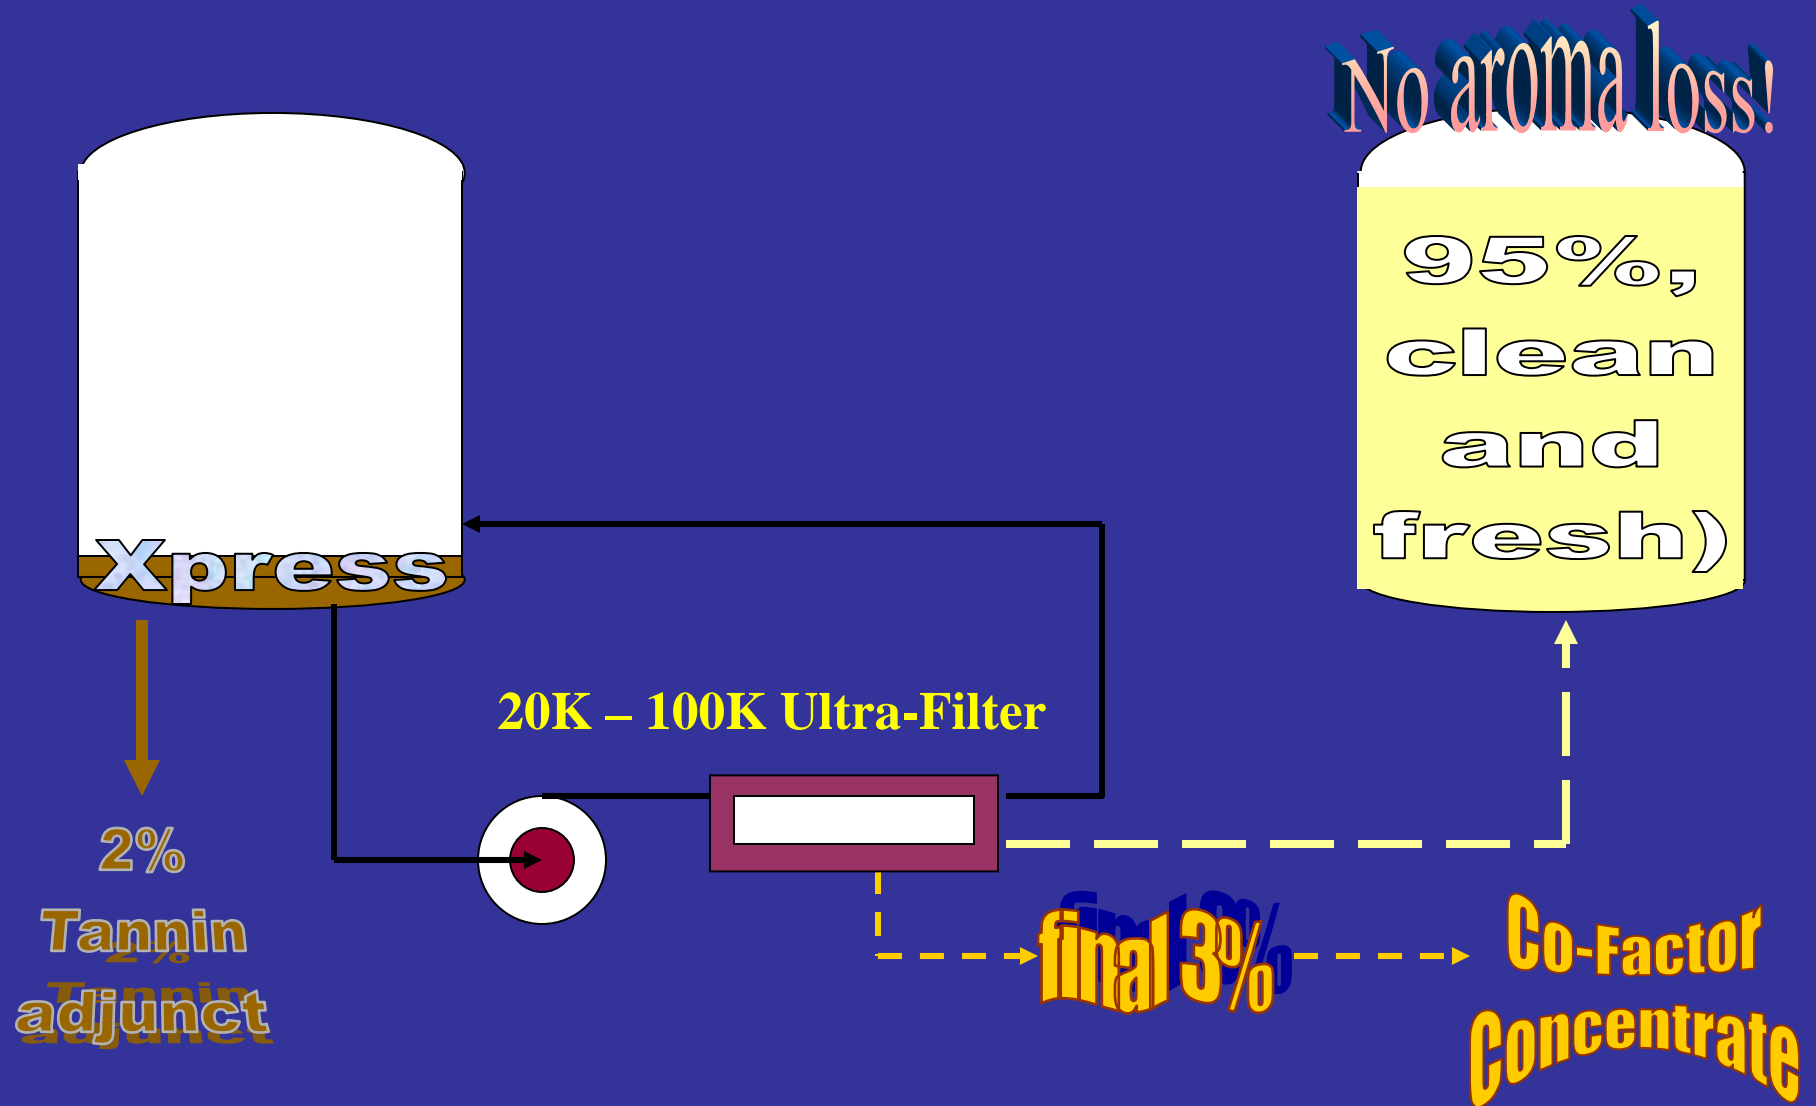 No aroma loss!
95%,
clean
and
fresh)
Xpress
20K – 100K Ultra-Filter
2%
Tannin
adjunct
final 3%
Co-Factor
Concentrate